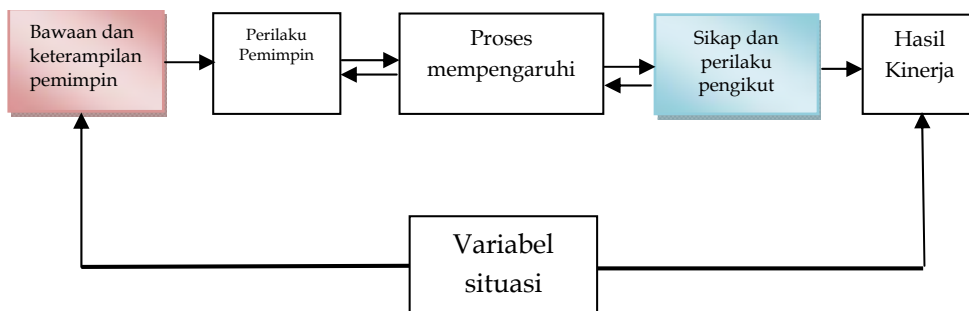 Bawaan dan
keterampilan
pemimpin
Perilaku
Pemimpin
Proses
mempengaruhi
Sikap dan
perilaku
pengikut
Hasil
Kinerja
Variabel
situasi